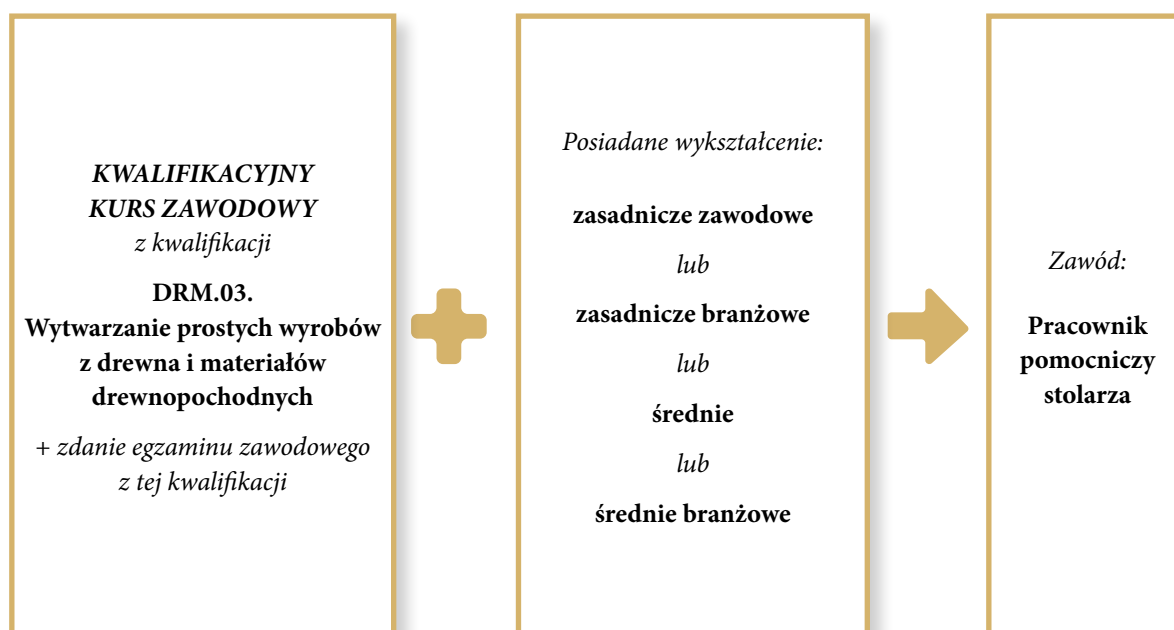 KWALIFIKACYJNY
KURS ZAWODOWY
z kwalifikacji
DRM.03.
Wytwarzanie prostych wyrobów
z drewna i materiałów
drewnopochodnych
+ zdanie egzaminu zawodowego
z tej kwalifikacji
Posiadane wykształcenie:
zasadnicze zawodowe
lub
zasadnicze branżowe
lub
średnie
lub
średnie branżowe
Zawód:
Pracownik
pomocniczy
stolarza